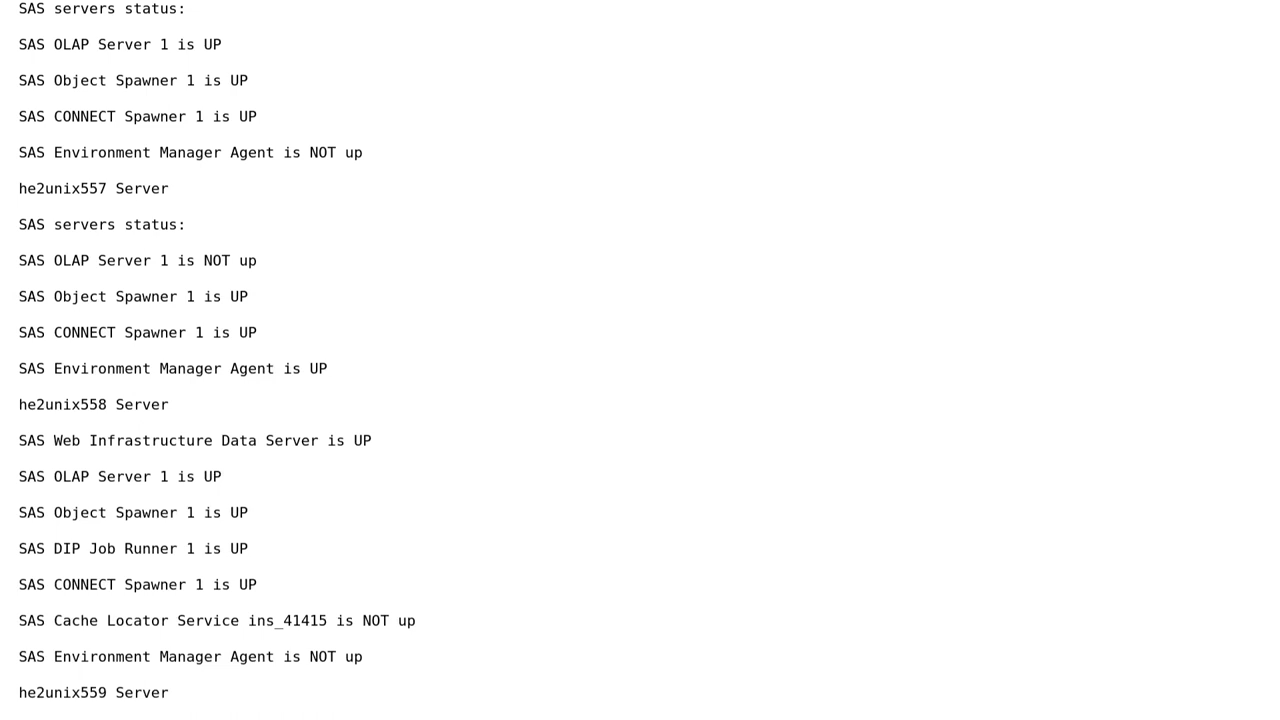 SAS servers status:
SAS OLAP Server 1 is UP
SAS Object Spawner 1 is UP
SAS CONNECT Spawner 1 is UP
SAS Environment Manager Agent is NOT up
he2unix557 Server
SAS servers status:
SAS OLAP Server 1 is NOT up
SAS Object Spawner 1 is UP
SAS CONNECT Spawner 1 is UP
SAS Environment Manager Agent is UP
he2unix558 Server
SAS Web Infrastructure Data Server is UP
SAS OLAP Server 1 is UP
SAS Object Spawner 1 is UP
SAS DIP Job Runner 1 is UP
SAS CONNECT Spawner 1 is UP
SAS Cache Locator Service ins_41415 is NOT up
SAS Environment Manager Agent is NOT up
he2unix559 Server